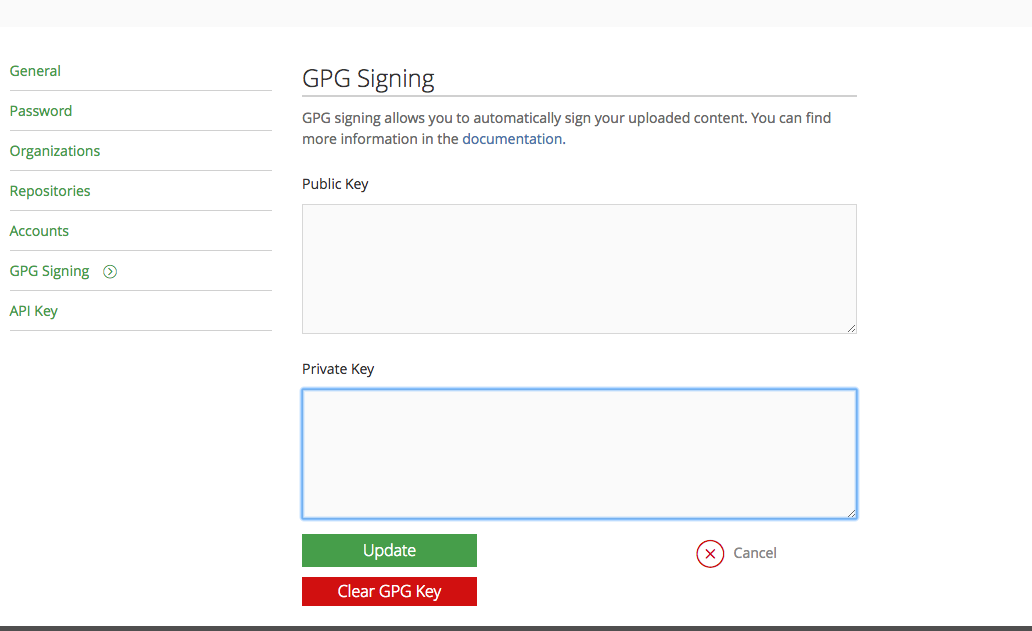 General
Password
Organizations
Repositories
Accounts
GPG Signing
API Key
GPG Signing
GPG signing allows you to automatically sign your uploaded content. You can find
more information in the documentation.
Public Key
Private Key
Update
Cancel
Clear GPG Key